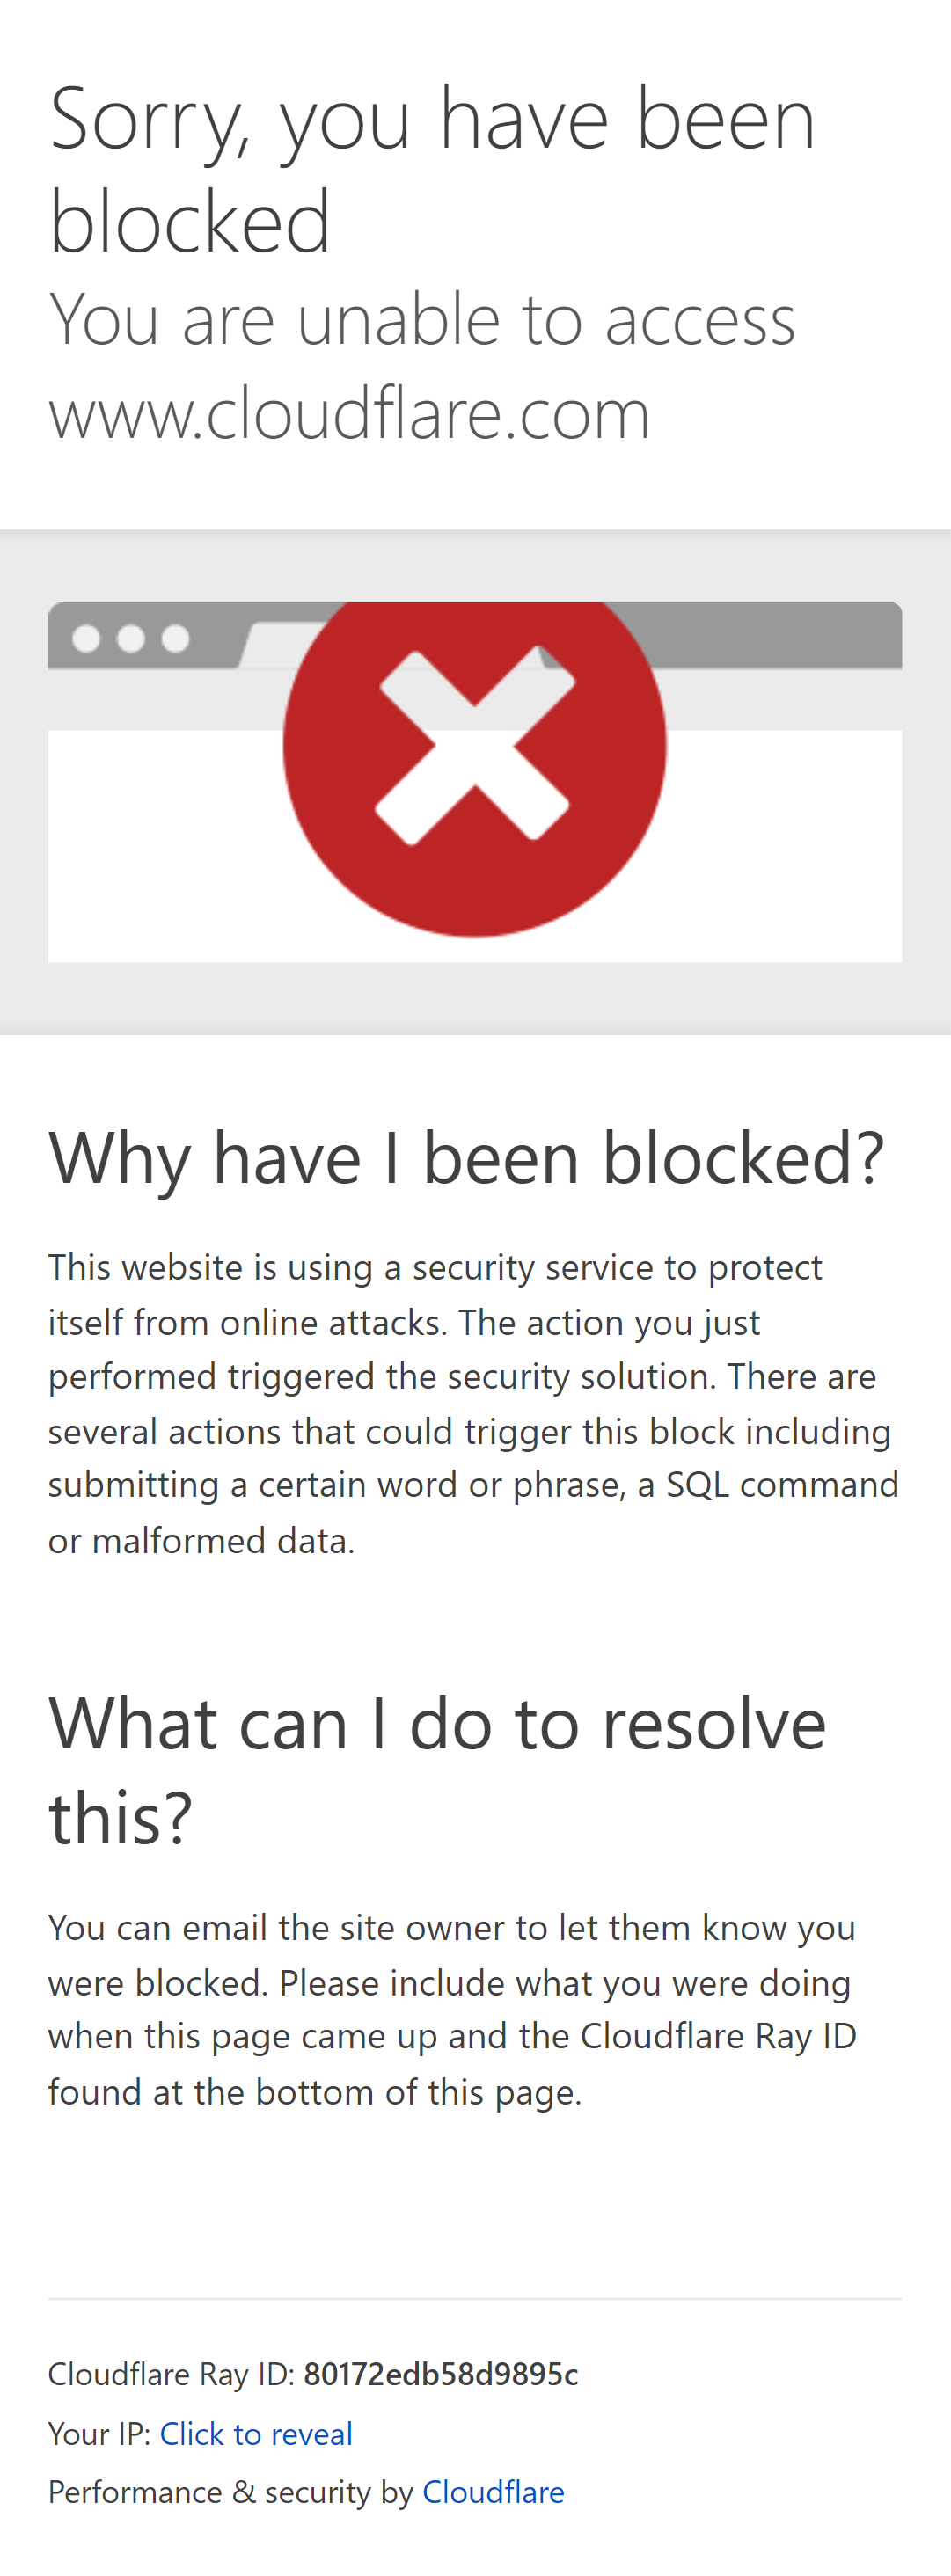 Sorry, you have been
blocked
You are unable to access
www.cloudflare.com
Why have I been blocked?
This website is using a security service to protect
itself from online attacks. The action you just
performed triggered the security solution. There are
several actions that could trigger this block including
submitting a certain word or phrase, a SQL command
or malformed data.
What can I do to resolve
this?
You can email the site owner to let them know you
were blocked. Please include what you were doing
when this page came up and the Cloudflare Ray ID
found at the bottom of this page.
Cloudflare Ray ID: 80172edb58d9895c
Your IP: Click to reveal
Performance & security by Cloudflare